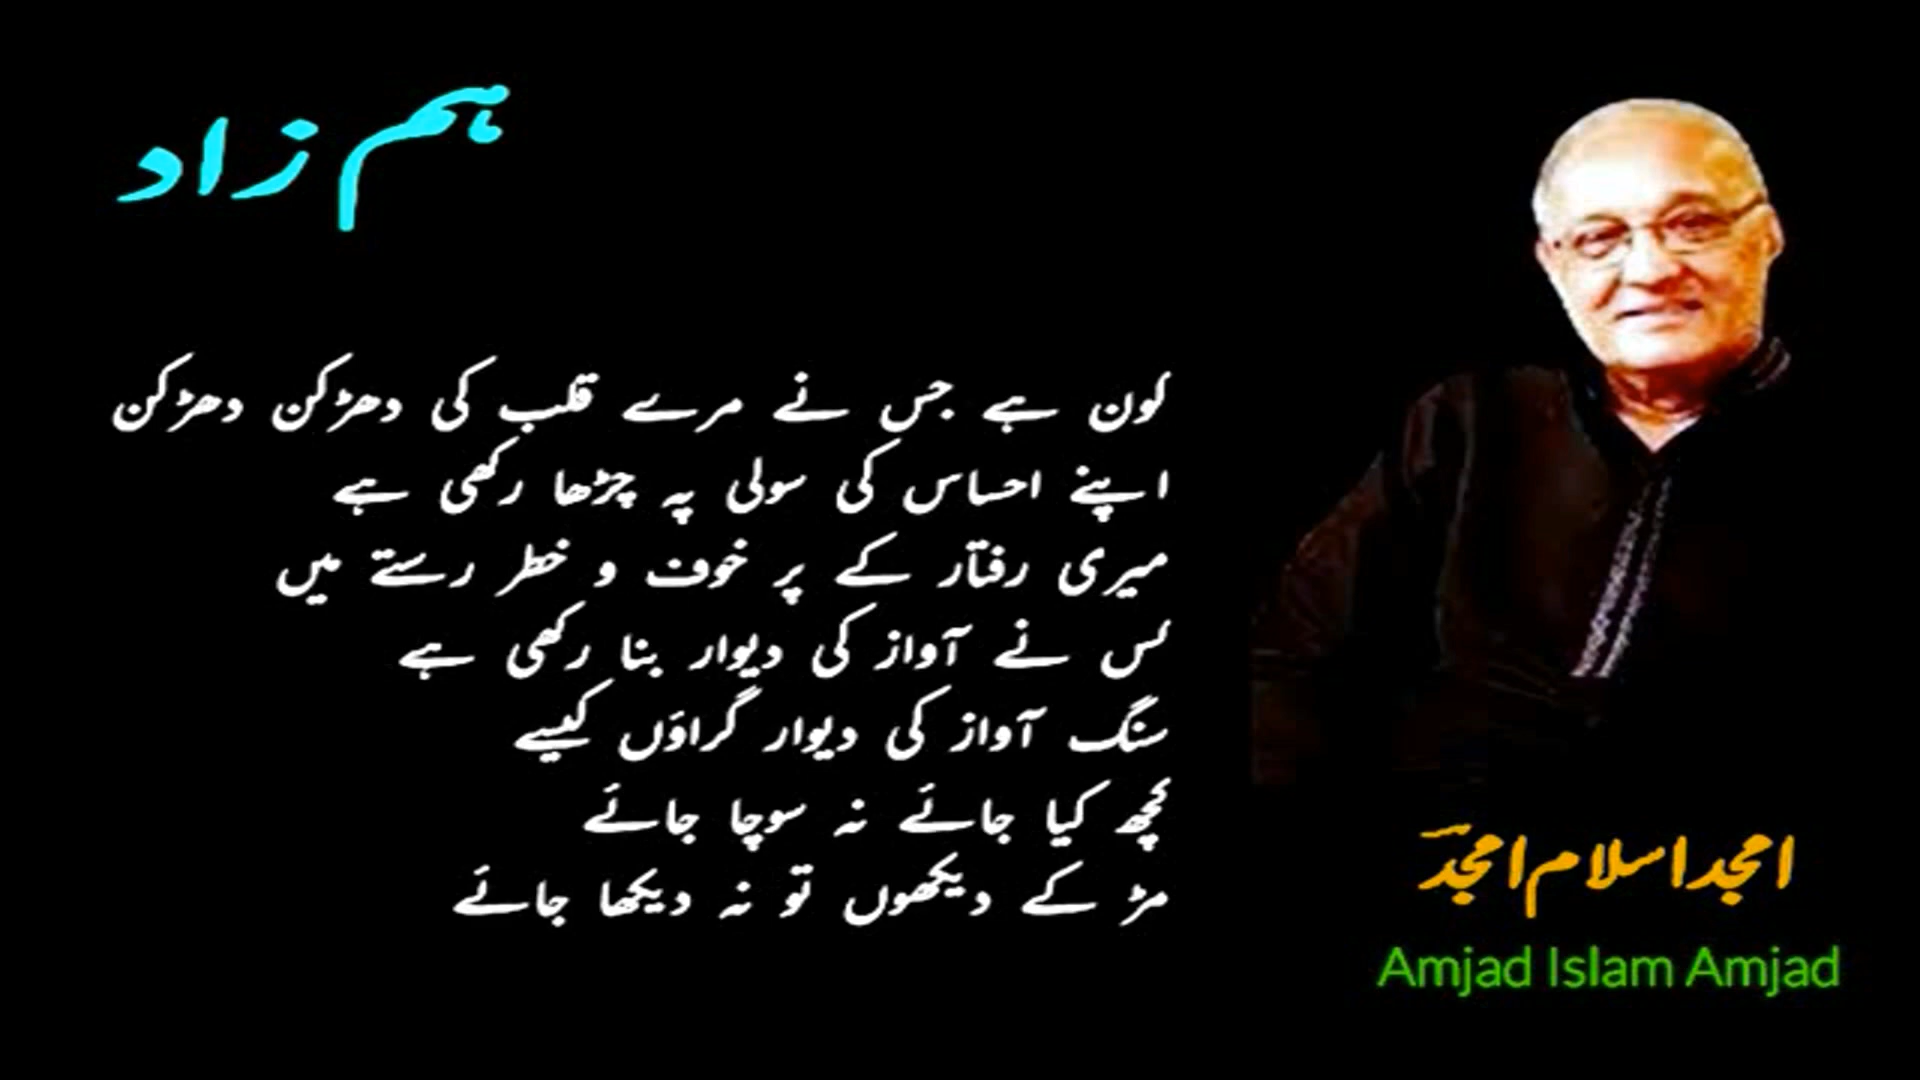 ہم زاد
کون ہے جس نے مرے قلب کی دھڑکن دھڑکن
اپنے احساس کی سولی پہ چڑھا رکھی ہے
میری رفتار کے پر خوف و خطر رستے میں
کس نے آواز کی دیوار بنا رکھی ہے
سنگ آواز کی دیوار گراؤں کیسے
کچھ کیا جائے نہ سوچا جائے
مڑ کے دیکھوں تو نہ دیکھا جائے
امجد اسلام امجدؔ
Amjad Islam Amjad